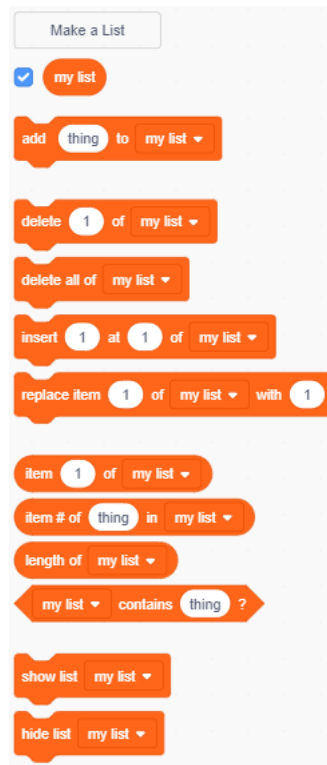 Make a List
my list
add thing to my list
delete 1 of my list
delete all of my list
insert 1 at 1 of my list
replace item 1 of my list with 1
item 1 of my list
item # of thing in my list
length of my list
my list contains thing ?
show list my list
hide list my list